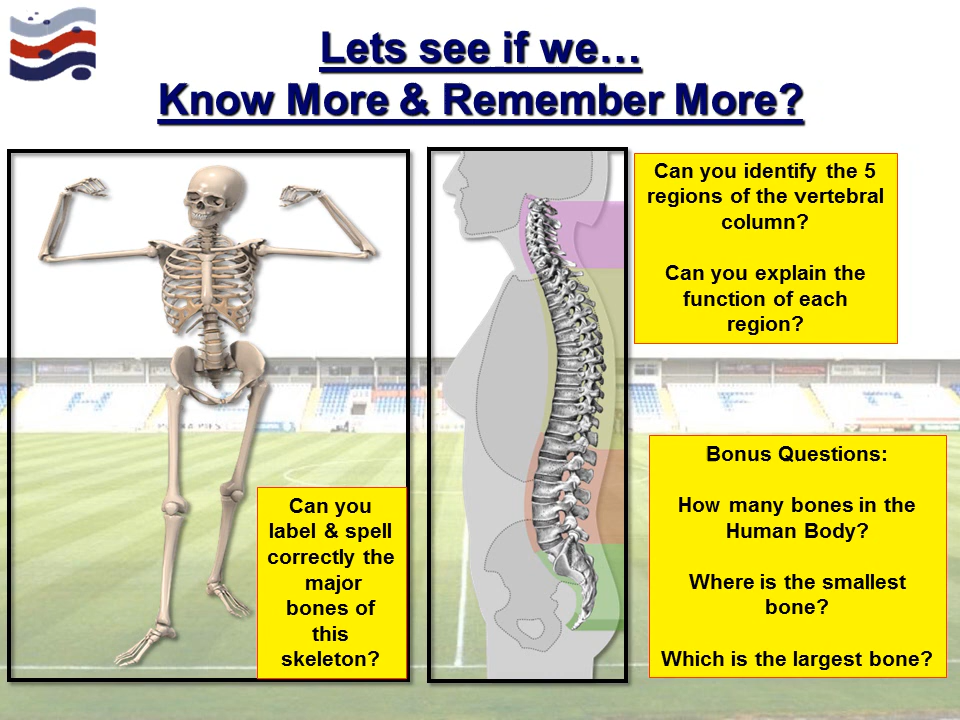 Lets see if we…
Know More & Remember More?
Can you identify the 5
regions of the vertebral
column?
Can you explain the
function of each
region?
Can you
label & spell
correctly the
major
bones of
this
skeleton?
Bonus Questions:
How many bones in the
Human Body?
Where is the smallest
bone?
Which is the largest bone?